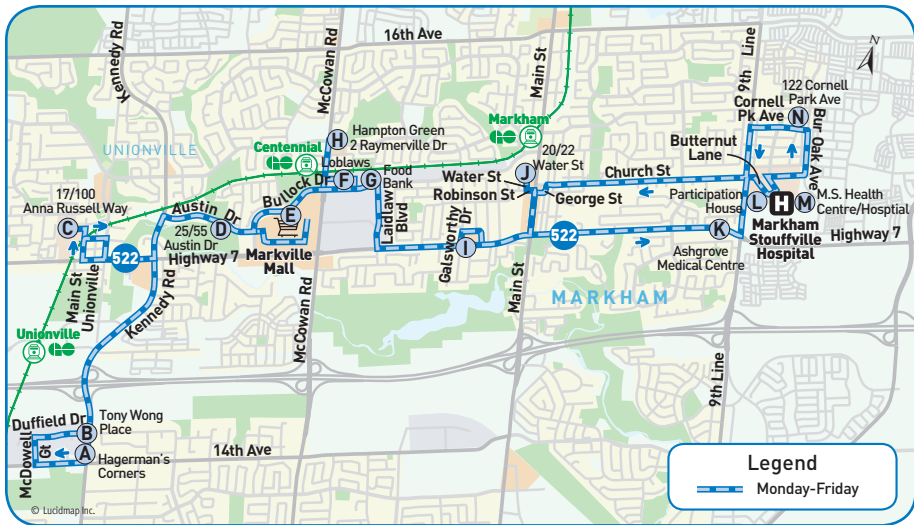 16th Ave
Kennedy Rd
McCowan Rd
Main St
9th Line
122 Cornell
Park Ave
N
Cornell
Pk Ave
N
Bur Oak Ave
UNIONVILLE
Centennial
GO
H
Hampton Green
2 Raymerville Dr
Markham
GO
Butternut
Lane
Loblaws
Bullock Dr
F
G
Food
Bank
J
20/22
Water St
Water St
Robinson St
George St
Church St
17/100
Anna Russell Way
C
Austin Dr
D
25/55
Austin Dr
E
Markville
Mall
Laidlaw
Blvd
Galsworthy
Dr
I
Participation
House
L
H
M
M.S. Health
Centre/Hosptial
Markham
Stouffville
Hospital
K
Ashgrove
Medical Centre
Highway 7
522
Highway 7
522
Main St
Unionville
Kennedy Rd
McCowan Rd
Main St
MARKHAM
9th Line
Unionville
GO
Duffield Dr
B
Tony Wong
Place
McDowell
Gt
A
Hagerman's
Corners
14th Ave
Legend
Monday-Friday
© Lucidmap Inc.